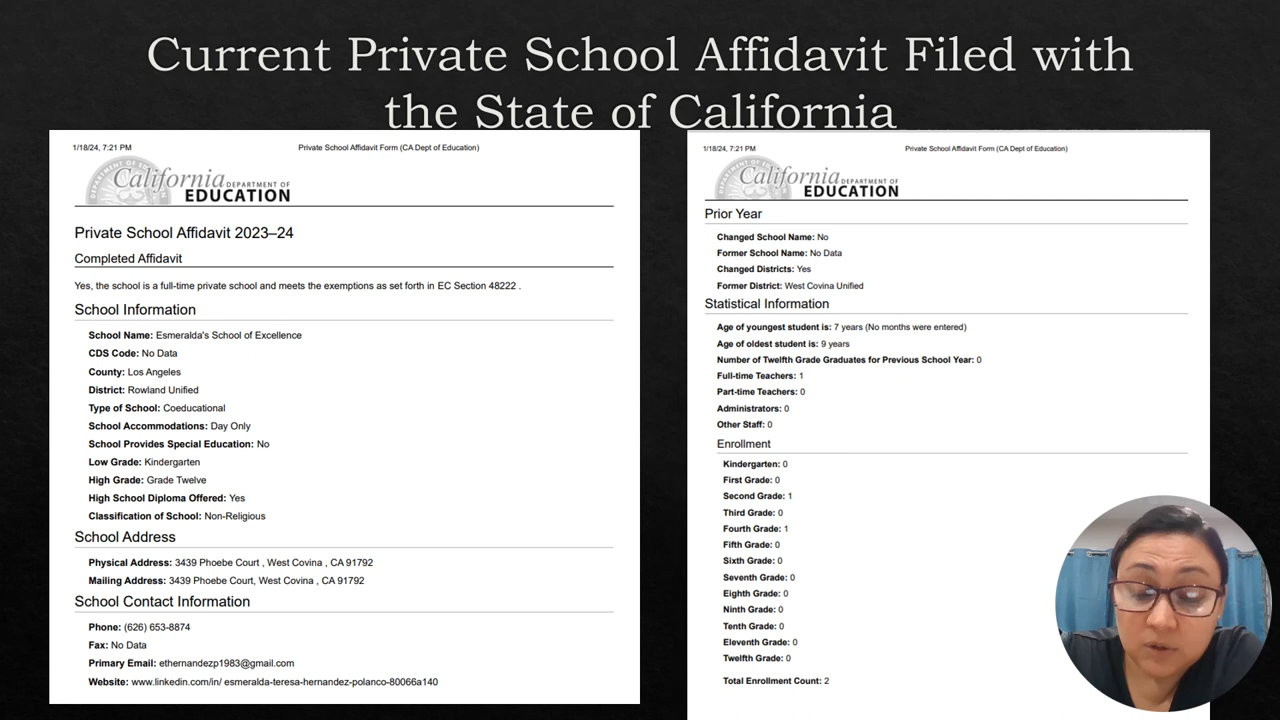 Current Private School Affidavit Filed with
the State of California
1/18/24, 7:21 PM Private School Affidavit Form (CA Dept of Education)
California DEPARTMENT OF
EDUCATION
Private School Affidavit 2023–24
Completed Affidavit
Yes, the school is a full-time private school and meets the exemptions as set forth in EC Section 48222 .
School Information
School Name: Esmeralda's School of Excellence
CDS Code: No Data
County: Los Angeles
District: Rowland Unified
Type of School: Coeducational
School Accommodations: Day Only
School Provides Special Education: No
Low Grade: Kindergarten
High Grade: Grade Twelve
High School Diploma Offered: Yes
Classification of School: Non-Religious
School Address
Physical Address: 3439 Phoebe Court , West Covina , CA 91792
Mailing Address: 3439 Phoebe Court, West Covina , CA 91792
School Contact Information
Phone: (626) 653-8874
Fax: No Data
Primary Email: ethernandezp1983@gmail.com
Website: www.linkedin.com/in/ esmeralda-teresa-hernandez-polanco-80066a140
1/18/24, 7:21 PM Private School Affidavit Form (CA Dept of Education)
California DEPARTMENT OF
EDUCATION
Prior Year
Changed School Name: No
Former School Name: No Data
Changed Districts: Yes
Former District: West Covina Unified
Statistical Information
Age of youngest student is: 7 years (No months were entered)
Age of oldest student is: 9 years
Number of Twelfth Grade Graduates for Previous School Year: 0
Full-time Teachers: 1
Part-time Teachers: 0
Administrators: 0
Other Staff: 0
Enrollment
Kindergarten: 0
First Grade: 0
Second Grade: 1
Third Grade: 0
Fourth Grade: 1
Fifth Grade: 0
Sixth Grade: 0
Seventh Grade: 0
Eighth Grade: 0
Ninth Grade: 0
Tenth Grade: 0
Eleventh Grade: 0
Twelfth Grade: 0
Total Enrollment Count: 2